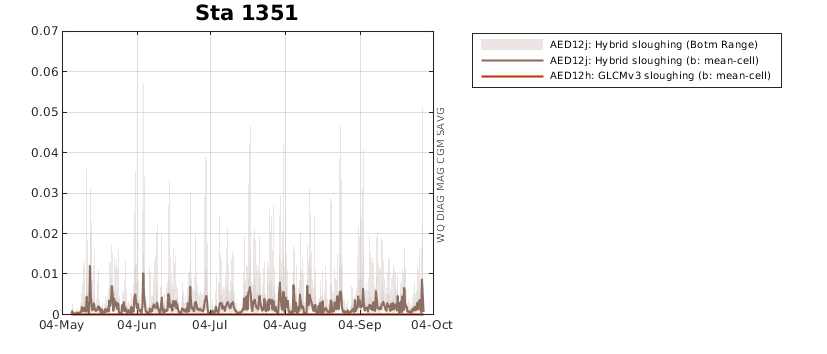 Sta 1351
0.07
0.06
0.05
0.04
0.03
0.02
0.01
0
04-May
04-Jun
04-Jul
04-Aug
04-Sep
04-Oct
WQ DIAG MAG CGM SAVG
AED12j: Hybrid sloughing (Botm Range)
AED12j: Hybrid sloughing (b: mean-cell)
AED12h: GLCMv3 sloughing (b: mean-cell)